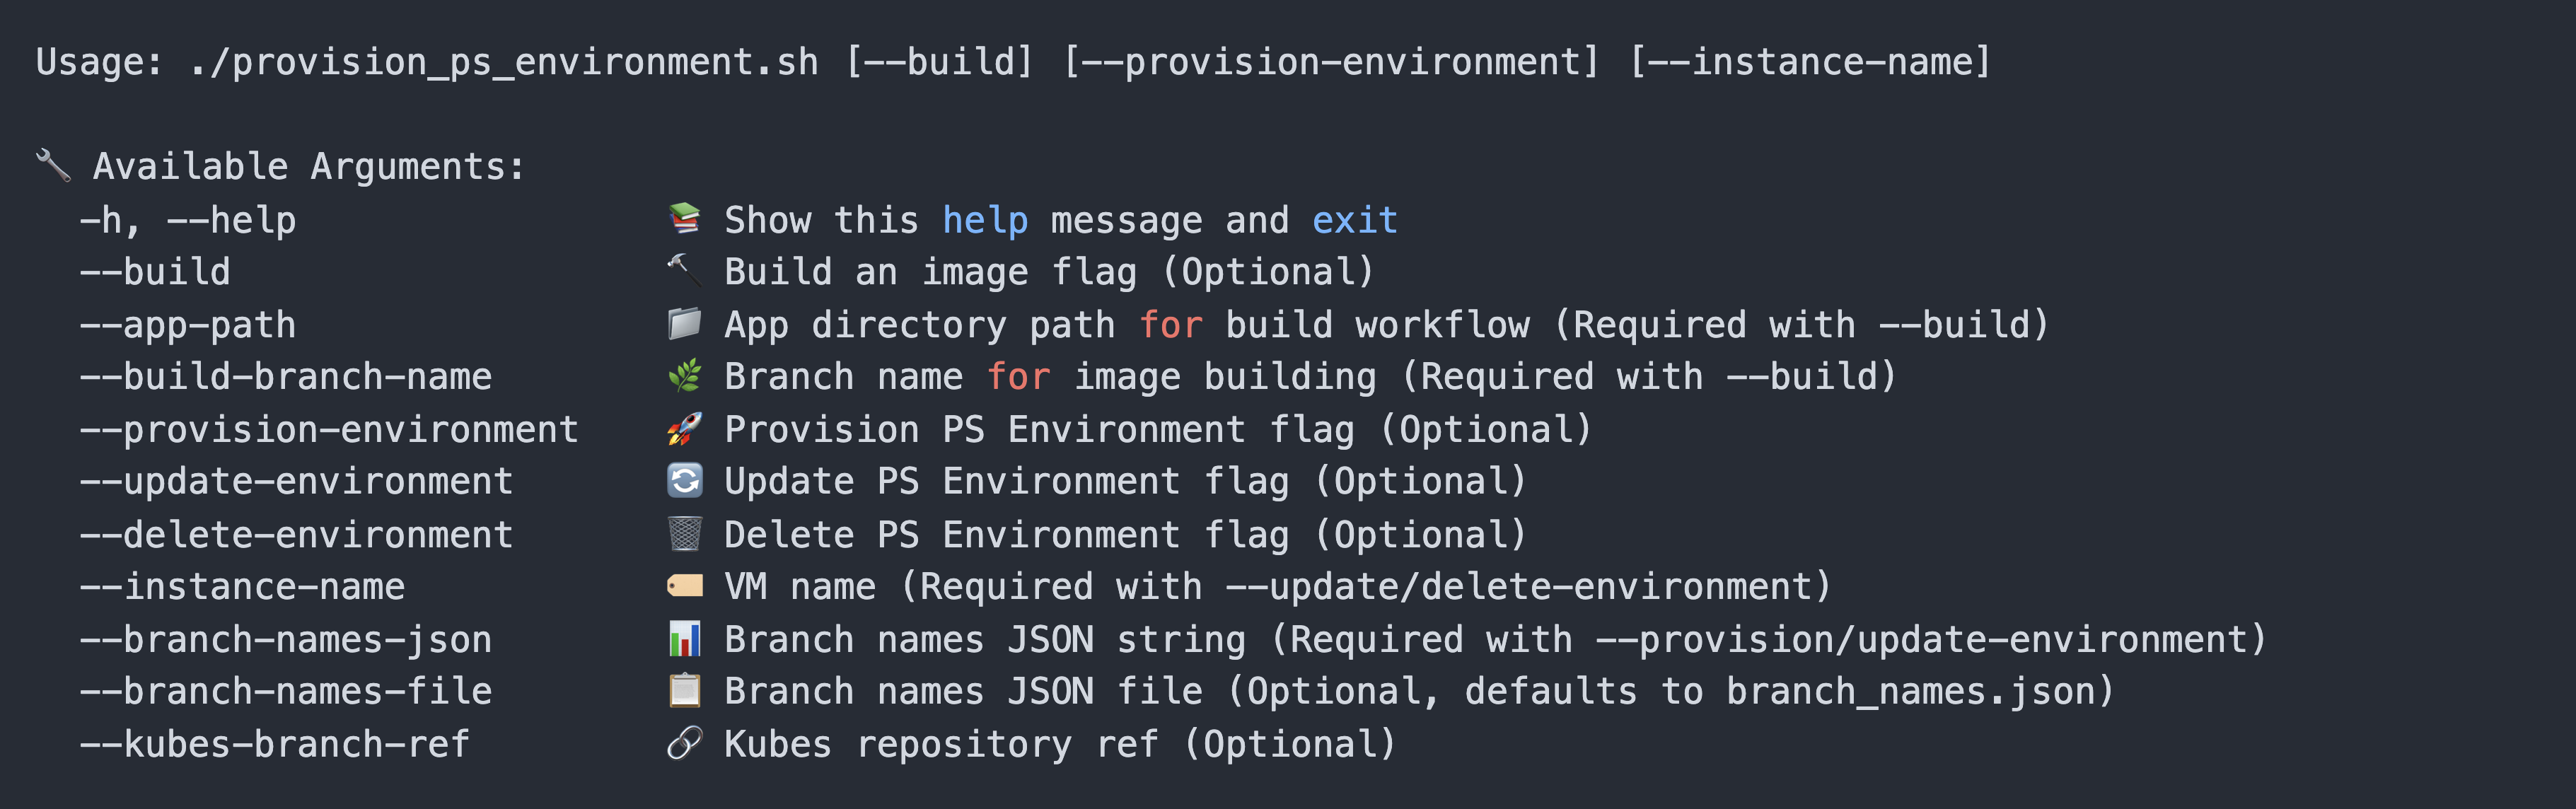 Usage: ./provision_ps_environment.sh [--build] [--provision-environment] [--instance-name]
🔧 Available Arguments:
-h, --help 📚 Show this help message and exit
--build 🔨 Build an image flag (Optional)
--app-path 📁 App directory path for build workflow (Required with --build)
--build-branch-name 🌿 Branch name for image building (Required with --build)
--provision-environment 🚀 Provision PS Environment flag (Optional)
--update-environment 🔄 Update PS Environment flag (Optional)
--delete-environment 🗑️ Delete PS Environment flag (Optional)
--instance-name 🏷️ VM name (Required with --update/delete-environment)
--branch-names-json 📊 Branch names JSON string (Required with --provision/update-environment)
--branch-names-file 📋 Branch names JSON file (Optional, defaults to branch_names.json)
--kubes-branch-ref 🔗 Kubes repository ref (Optional)